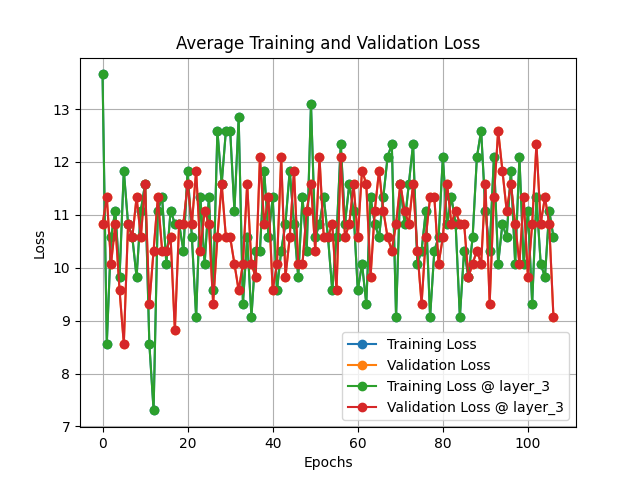 Average Training and Validation Loss
Loss
13
12
11
10
9
8
7
0
20
40
60
80
100
Epochs
Training Loss
Validation Loss
Training Loss @ layer_3
Validation Loss @ layer_3